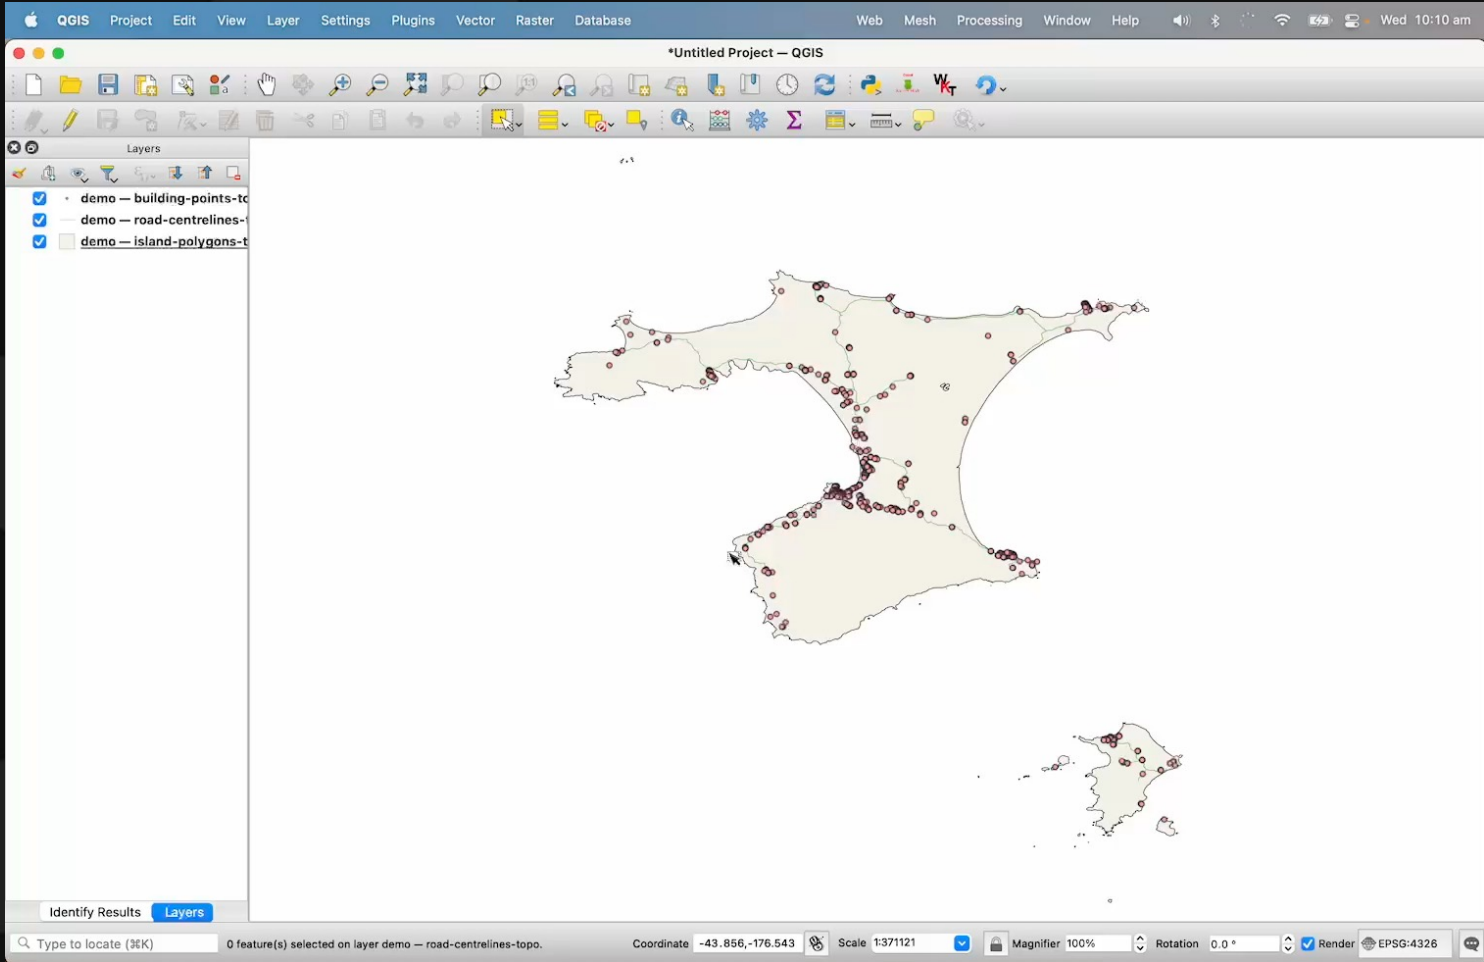 QGIS Project Edit View Layer Settings Plugins Vector Raster Database Web Mesh Processing Window Help Wed 10:10 am
*Untitled Project — QGIS
Layers
demo — building-points-to
demo — road-centrelines-
demo — island-polygons-t
Identify Results Layers
Type to locate (⌘K) 0 feature(s) selected on layer demo — road-centrelines-topo. Coordinate -43.856,-176.543 Scale 1:371121 Magnifier 100% Rotation 0.0 ° Render EPSG:4326